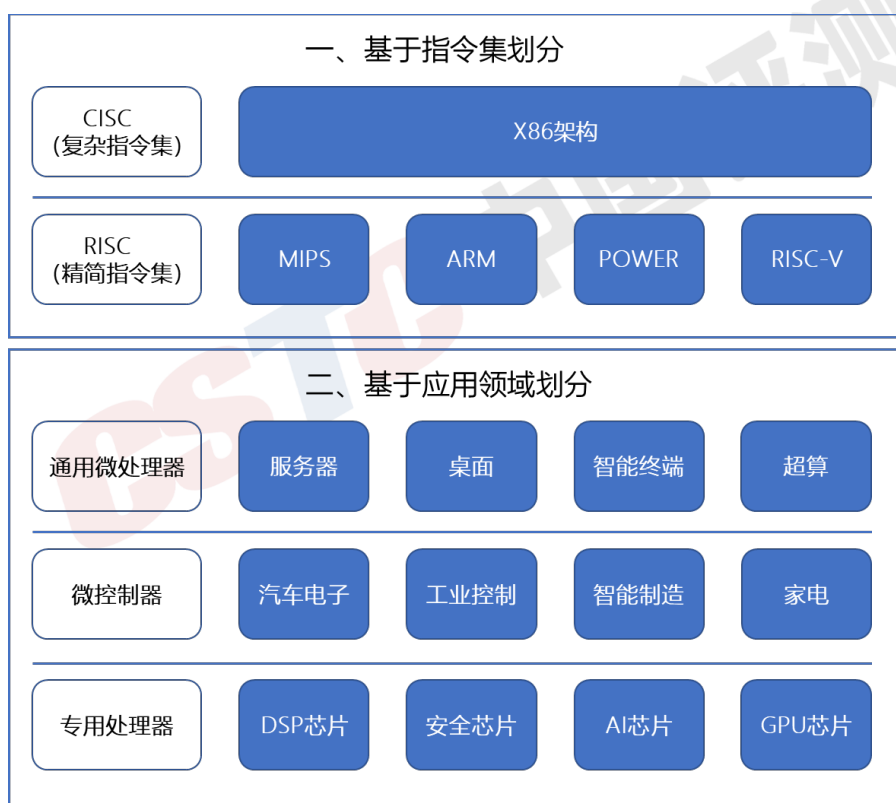 一、基于指令集划分
CISC
(复杂指令集)
X86架构
RISC
(精简指令集)
MIPS
ARM
POWER
RISC-V
二、基于应用领域划分
通用微处理器
服务器
桌面
智能终端
超算
微控制器
汽车电子
工业控制
智能制造
家电
专用处理器
DSP芯片
安全芯片
AI芯片
GPU芯片
CSTC 中国评测